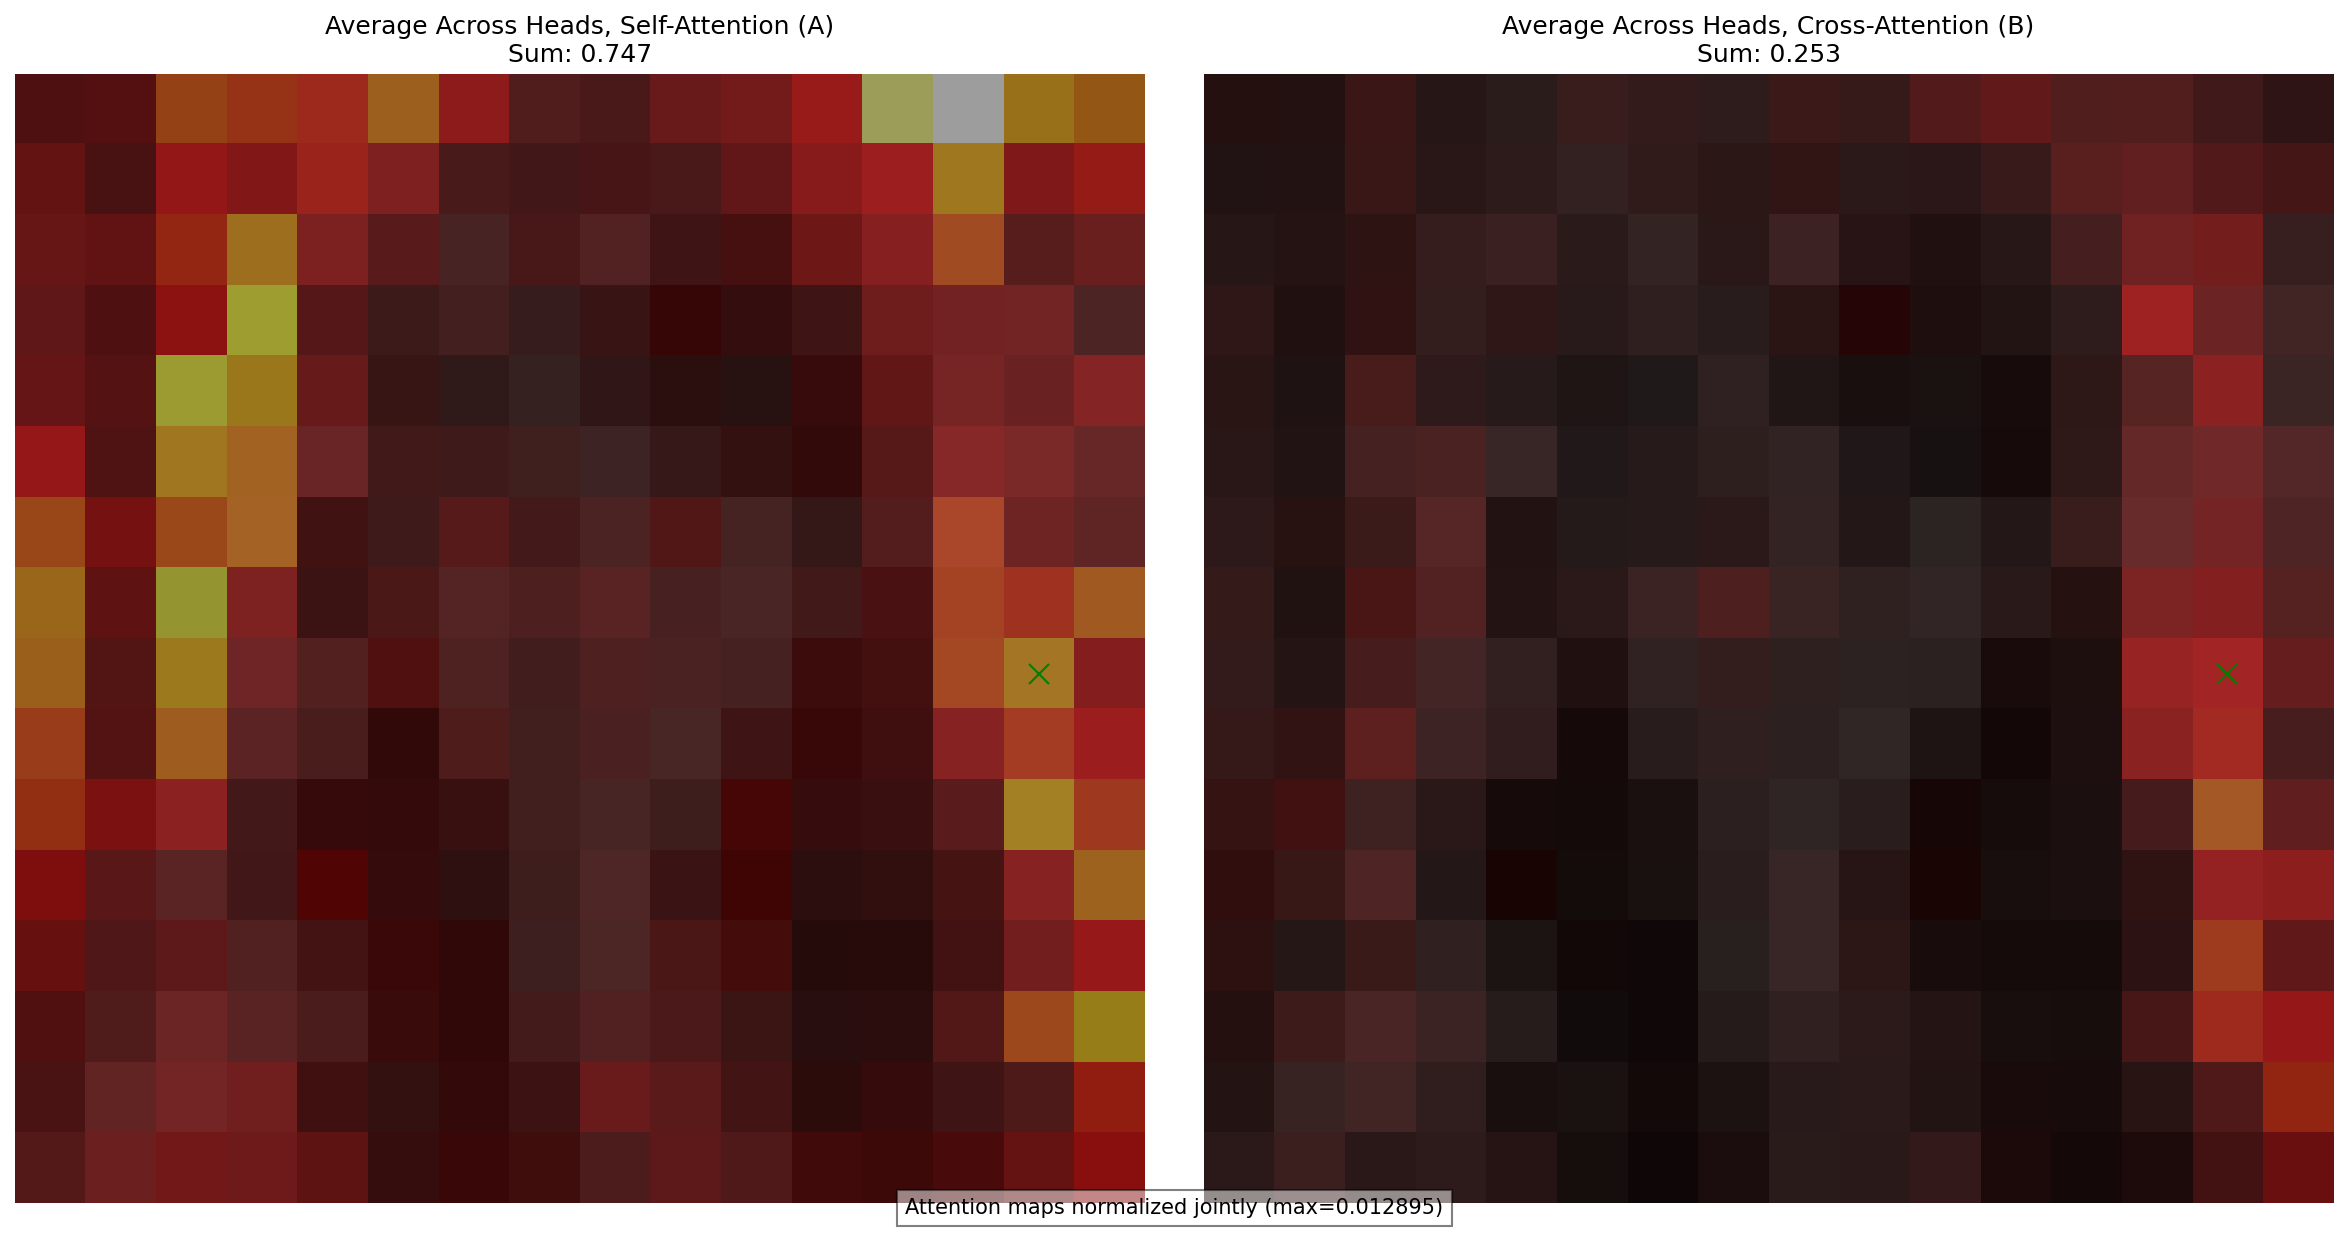 Average Across Heads, Self-Attention (A)
Sum: 0.747
Average Across Heads, Cross-Attention (B)
Sum: 0.253
Attention maps normalized jointly (max=0.012895)